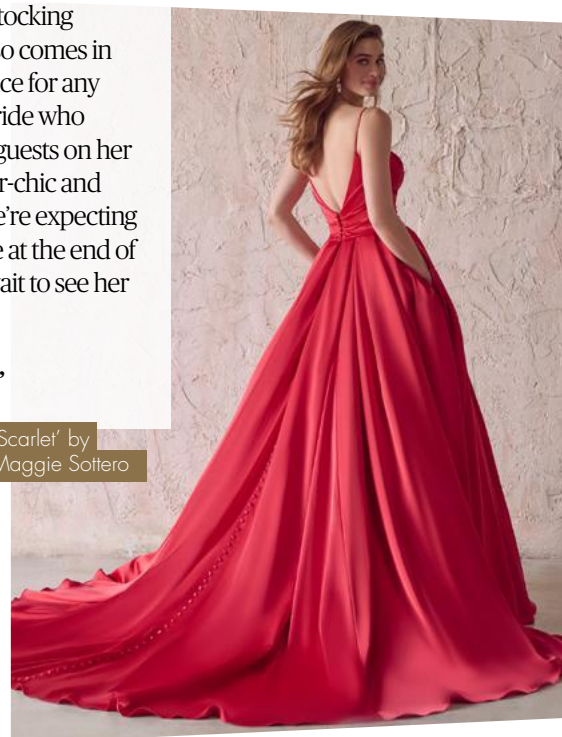 tocking
o comes in
ce for any
ride who
guests on her
r-chic and
e're expecting
e at the end of
vait to see her
’
Scarlet’ by
Maggie Sottero